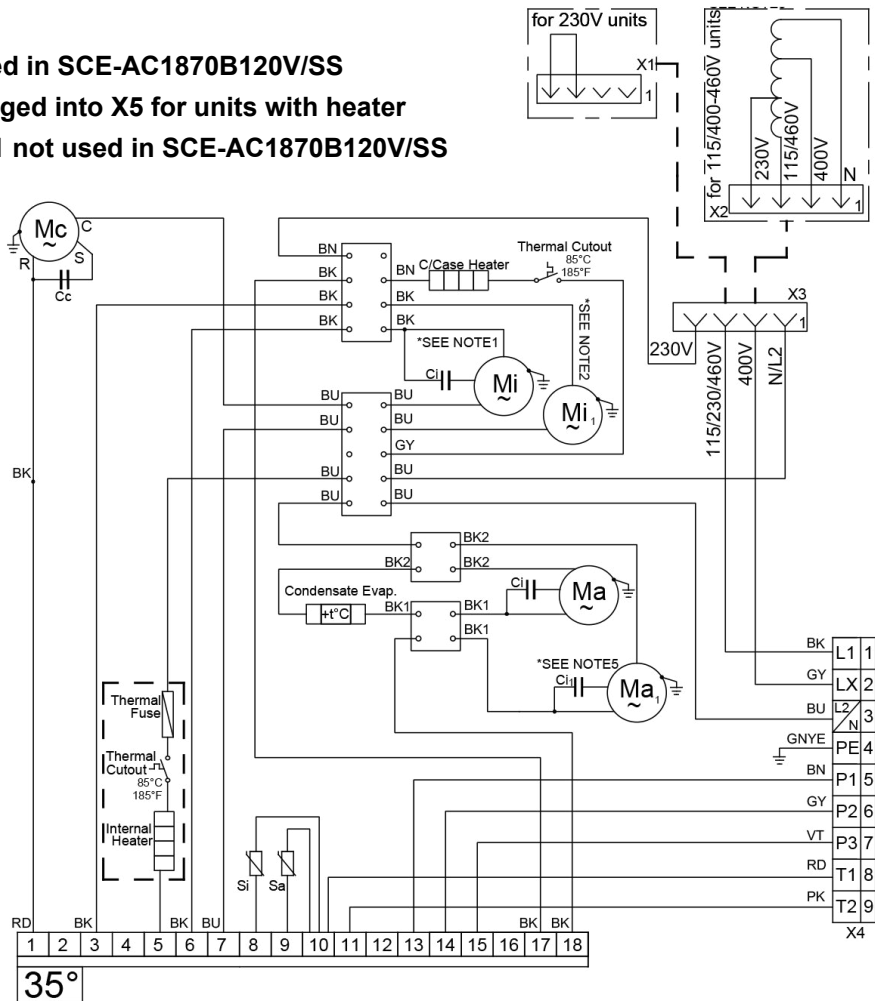 ed in SCE-AC1870B120V/SS
ged into X5 for units with heater
not used in SCE-AC1870B120V/SS
for 230V units
X1
1
for 115/400-460V units
230V
115/460V
400V
N
X2
1
Mc
~
C
S
R
Cc
BN
BK
BK
BK
BN
BK
BK
C/Case Heater
Thermal Cutout
85°C
185°F
*SEE NOTE1
*SEE NOTE2
Ci
Mi
~
Mi1
~
X3
1
230V
115/230/460V
400V
N/L2
BU
BU
BU
BU
BU
BU
GY
BU
BU
BK
BK2
BK2
BK2
Condensate Evap.
+t°C
BK1
BK1
BK1
Ci
Ma
~
*SEE NOTE5
Ci1
Ma1
~
Thermal
Fuse
Thermal
Cutout
85°C
185°F
Internal
Heater
Si
Sa
BK L1 1
GY LX 2
BU L2/N 3
GNYE PE 4
BN P1 5
GY P2 6
VT P3 7
RD T1 8
PK T2 9
X4
RD BK BK BU BK BK
1 2 3 4 5 6 7 8 9 10 11 12 13 14 15 16 17 18
35°